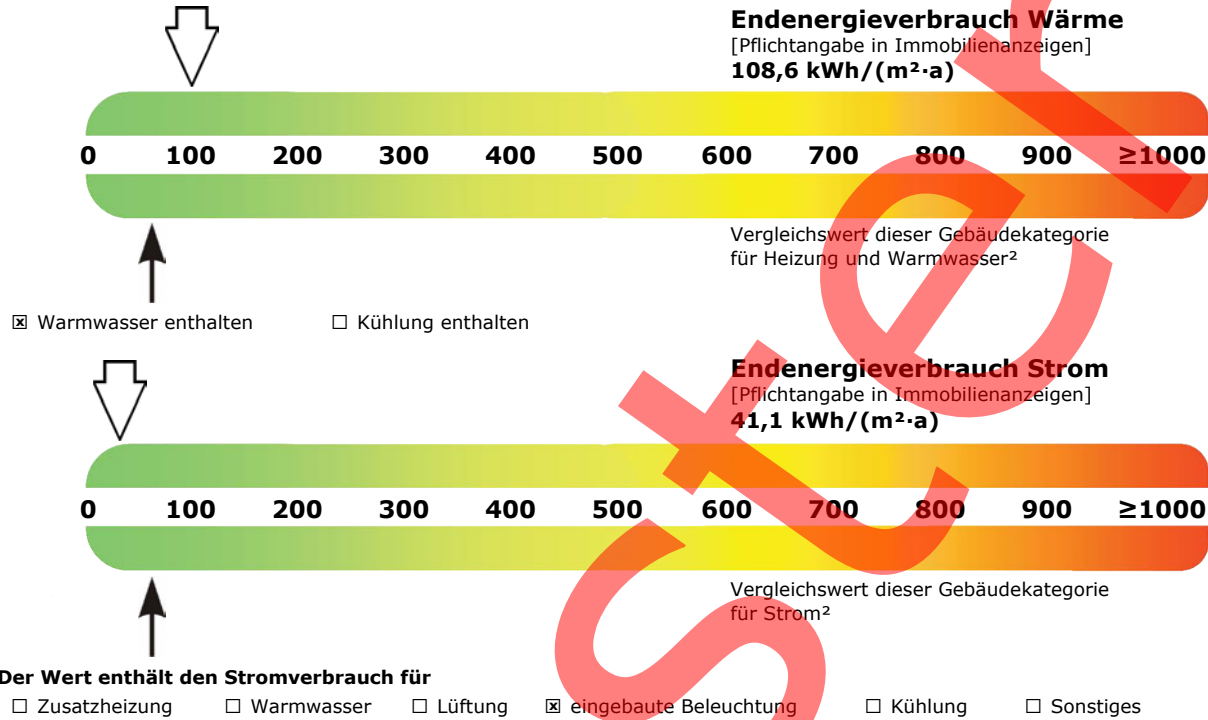 Endenergieverbrauch Wärme
[Pflichtangabe in Immobilienanzeigen]
108,6 kWh/(m²·a)
0 100 200 300 400 500 600 700 800 900 ≥1000
Vergleichswert dieser Gebäudekategorie
für Heizung und Warmwasser²
☒ Warmwasser enthalten ☐ Kühlung enthalten
Endenergieverbrauch Strom
[Pflichtangabe in Immobilienanzeigen]
41,1 kWh/(m²·a)
0 100 200 300 400 500 600 700 800 900 ≥1000
Vergleichswert dieser Gebäudekategorie
für Strom²
Der Wert enthält den Stromverbrauch für
☐ Zusatzheizung ☐ Warmwasser ☐ Lüftung ☒ eingebaute Beleuchtung ☐ Kühlung ☐ Sonstiges
ster